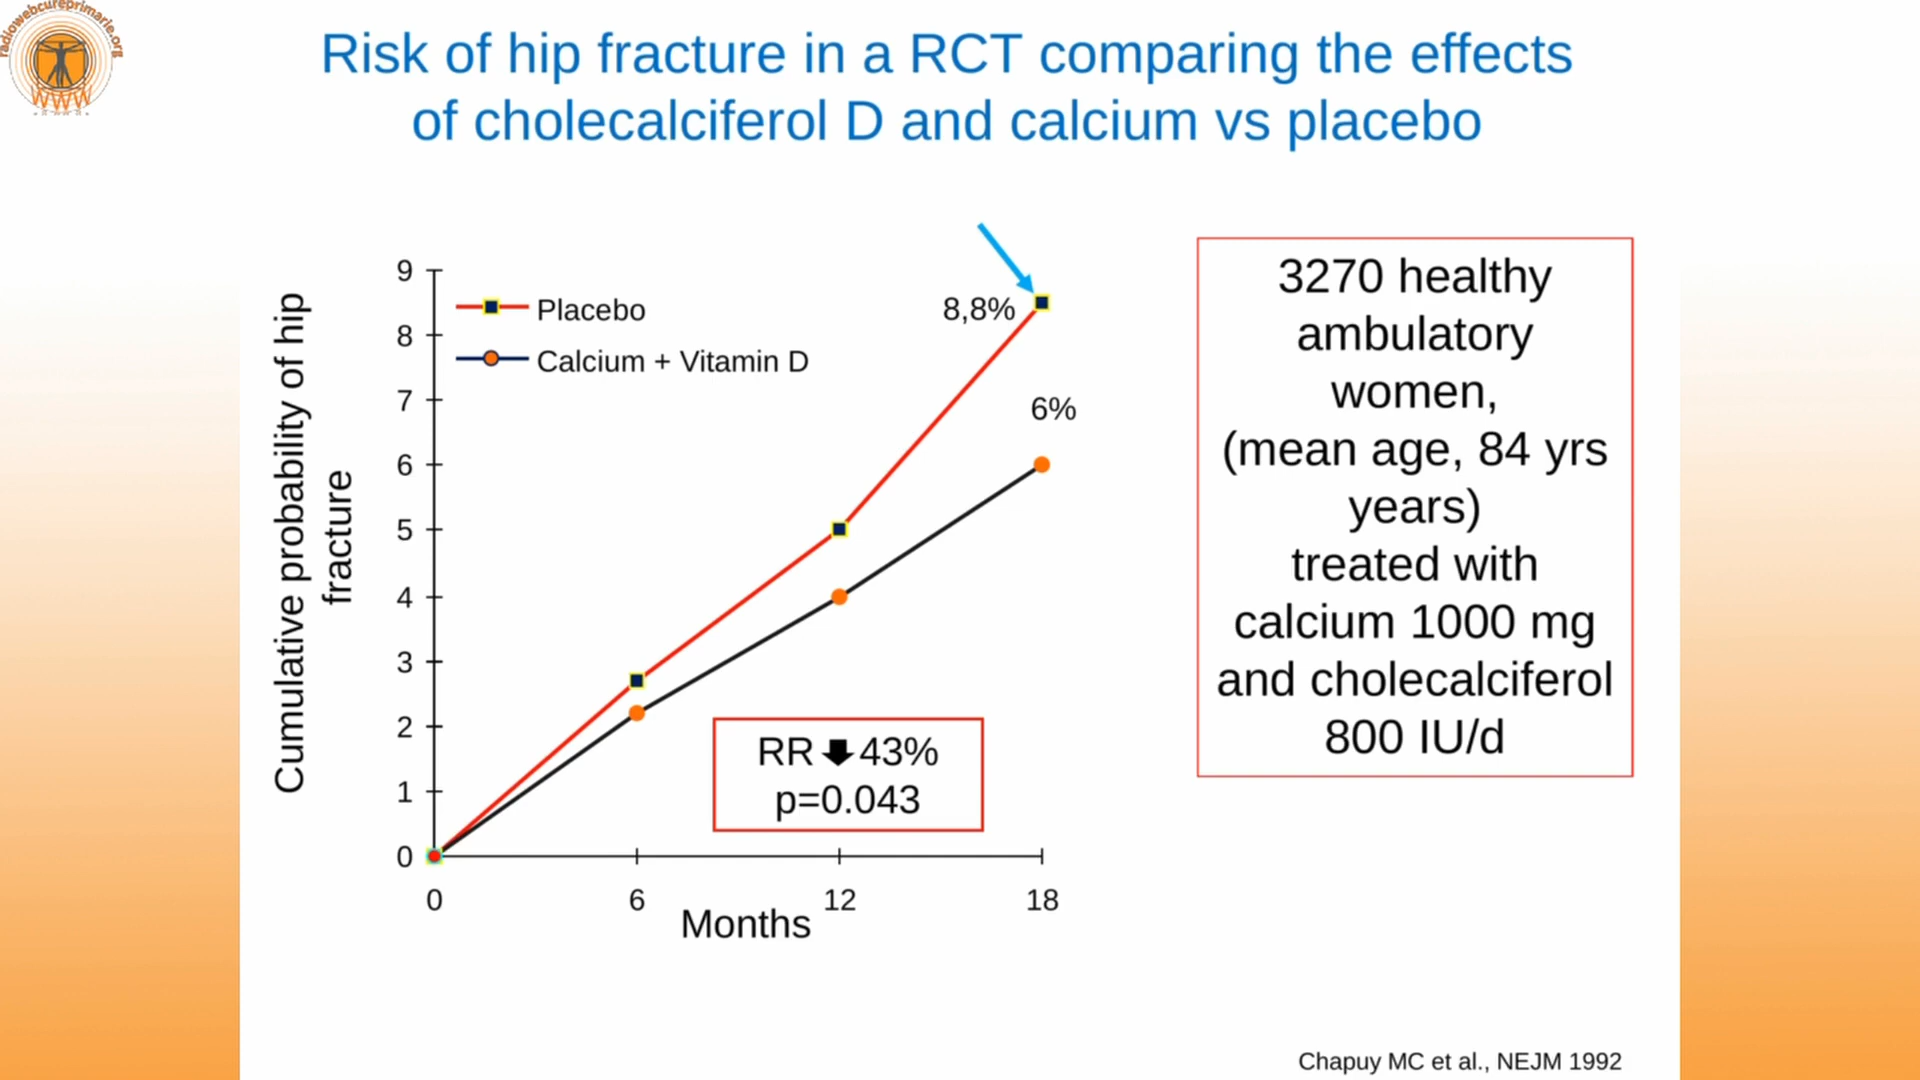 radiowebcureprimarie.org
WWW
Risk of hip fracture in a RCT comparing the effects
of cholecalciferol D and calcium vs placebo
Cumulative probability of hip
fracture
9
8
7
6
5
4
3
2
1
0
Placebo
Calcium + Vitamin D
8,8%
6%
RR 43%
p=0.043
0
6
12
18
Months
3270 healthy
ambulatory
women,
(mean age, 84 yrs
years)
treated with
calcium 1000 mg
and cholecalciferol
800 IU/d
Chapuy MC et al., NEJM 1992